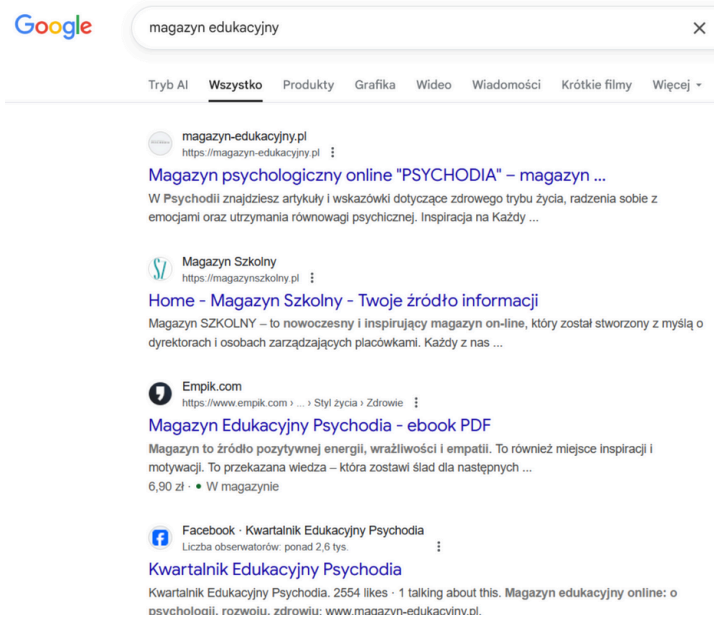 Google
magazyn edukacyjny
Tryb AI Wszystko Produkty Grafika Wideo Wiadomości Krótkie filmy Więcej
magazyn-edukacyjny.pl
https://magazyn-edukacyjny.pl
Magazyn psychologiczny online "PSYCHODIA" – magazyn ...
W Psychodii znajdziesz artykuły i wskazówki dotyczące zdrowego trybu życia, radzenia sobie z
emocjami oraz utrzymania równowagi psychicznej. Inspiracja na Każdy ...
Magazyn Szkolny
https://magazynszkolny.pl
Home - Magazyn Szkolny - Twoje źródło informacji
Magazyn SZKOLNY – to nowoczesny i inspirujący magazyn on-line, który został stworzony z myślą o
dyrektorach i osobach zarządzających placówkami. Każdy z nas ...
Empik.com
https://www.empik.com › ... › Styl życia › Zdrowie
Magazyn Edukacyjny Psychodia - ebook PDF
Magazyn to źródło pozytywnej energii, wrażliwości i empatii. To również miejsce inspiracji i
motywacji. To przekazana wiedza – która zostawi ślad dla następnych ...
6,90 zł · • W magazynie
Facebook · Kwartalnik Edukacyjny Psychodia
Liczba obserwatorów: ponad 2,6 tys.
Kwartalnik Edukacyjny Psychodia
Kwartalnik Edukacyjny Psychodia. 2554 likes · 1 talking about this. Magazyn edukacyjny online: o
psychologii, rozwoju, zdrowiu: www.magazyn-edukacyjny.pl.